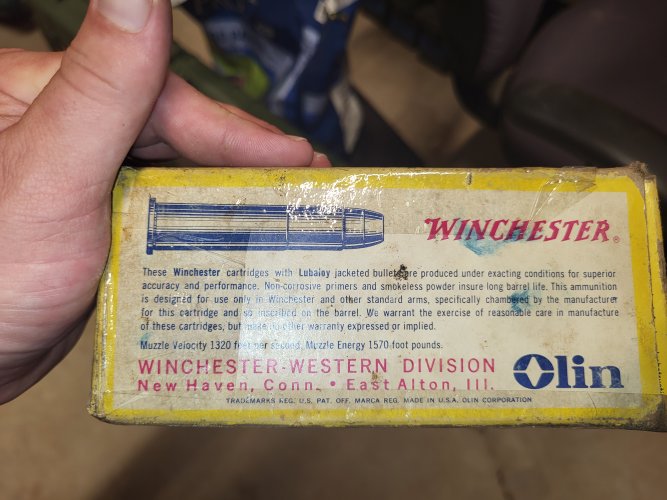 WINCHESTER®
These Winchester cartridges with Lubaloy jacketed bullets are produced under exacting conditions for superior
accuracy and performance. Non-corrosive primers and smokeless powder insure long barrel life. This ammunition
is designed for use only in Winchester and other standard arms, specifically chambered by the manufacturer
for this cartridge and so inscribed on the barrel. We warrant the exercise of reasonable care in manufacture
of these cartridges, but make no other warranty expressed or implied.
Muzzle Velocity 1320 feet per second. Muzzle Energy 1570 foot pounds.
WINCHESTER-WESTERN DIVISION
New Haven, Conn. • East Alton, Ill.
Olin
TRADEMARKS REG. U.S. PAT. OFF. MARCA REG. MADE IN U.S.A. OLIN CORPORATION